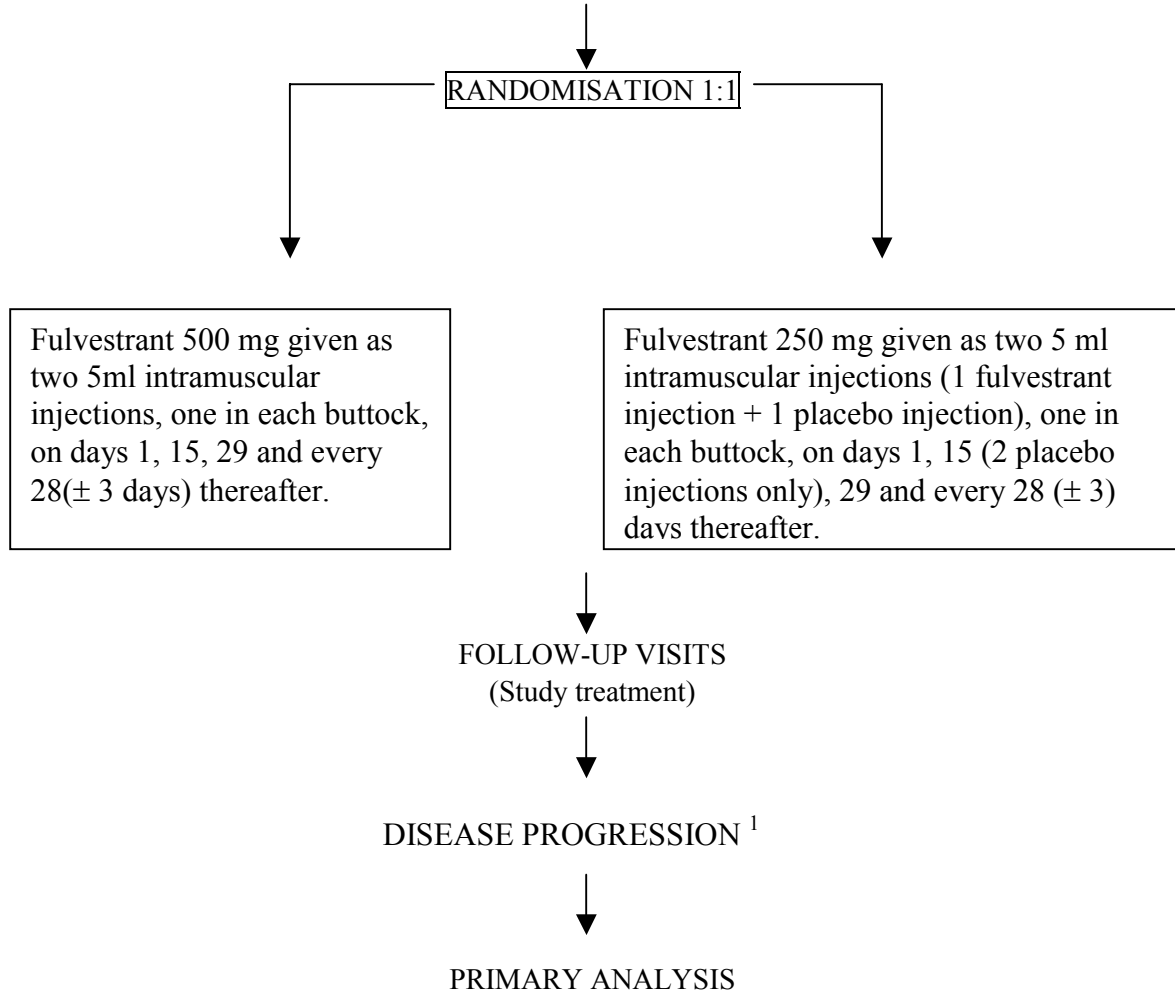 RANDOMISATION 1:1
Fulvestrant 500 mg given as
two 5ml intramuscular
injections, one in each buttock,
on days 1, 15, 29 and every
28(± 3 days) thereafter.
Fulvestrant 250 mg given as two 5 ml
intramuscular injections (1 fulvestrant
injection + 1 placebo injection), one in
each buttock, on days 1, 15 (2 placebo
injections only), 29 and every 28 (± 3)
days thereafter.
FOLLOW-UP VISITS
(Study treatment)
DISEASE PROGRESSION 1
PRIMARY ANALYSIS